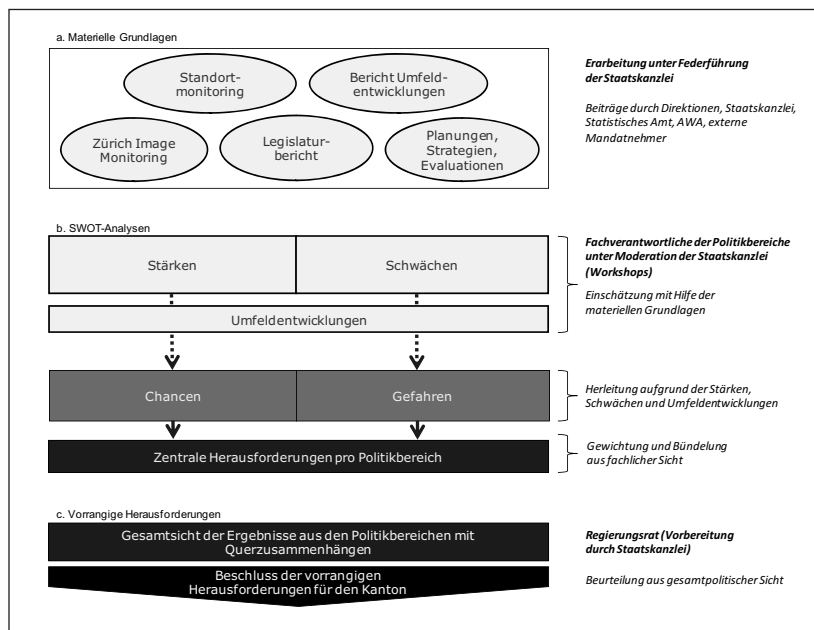 a. Materielle Grundlagen
Standort-
monitoring
Bericht Umfeld-
entwicklungen
Zürich Image
Monitoring
Legislatur-
bericht
Planungen,
Strategien,
Evaluationen
Erarbeitung unter Federführung
der Staatskanzlei
Beiträge durch Direktionen, Staatskanzlei,
Statistisches Amt, AWA, externe
Mandatnehmer
b. SWOT-Analysen
Stärken
Schwächen
Umfeldentwicklungen
Fachverantwortliche der Politikbereiche
unter Moderation der Staatskanzlei
(Workshops)
Einschätzung mit Hilfe der
materiellen Grundlagen
Chancen
Gefahren
Herleitung aufgrund der Stärken,
Schwächen und Umfeldentwicklungen
Zentrale Herausforderungen pro Politikbereich
Gewichtung und Bündelung
aus fachlicher Sicht
c. Vorrangige Herausforderungen
Gesamtsicht der Ergebnisse aus den Politikbereichen mit
Querzusammenhängen
Beschluss der vorrangigen
Herausforderungen für den Kanton
Regierungsrat (Vorbereitung
durch Staatskanzlei)
Beurteilung aus gesamtpolitischer Sicht